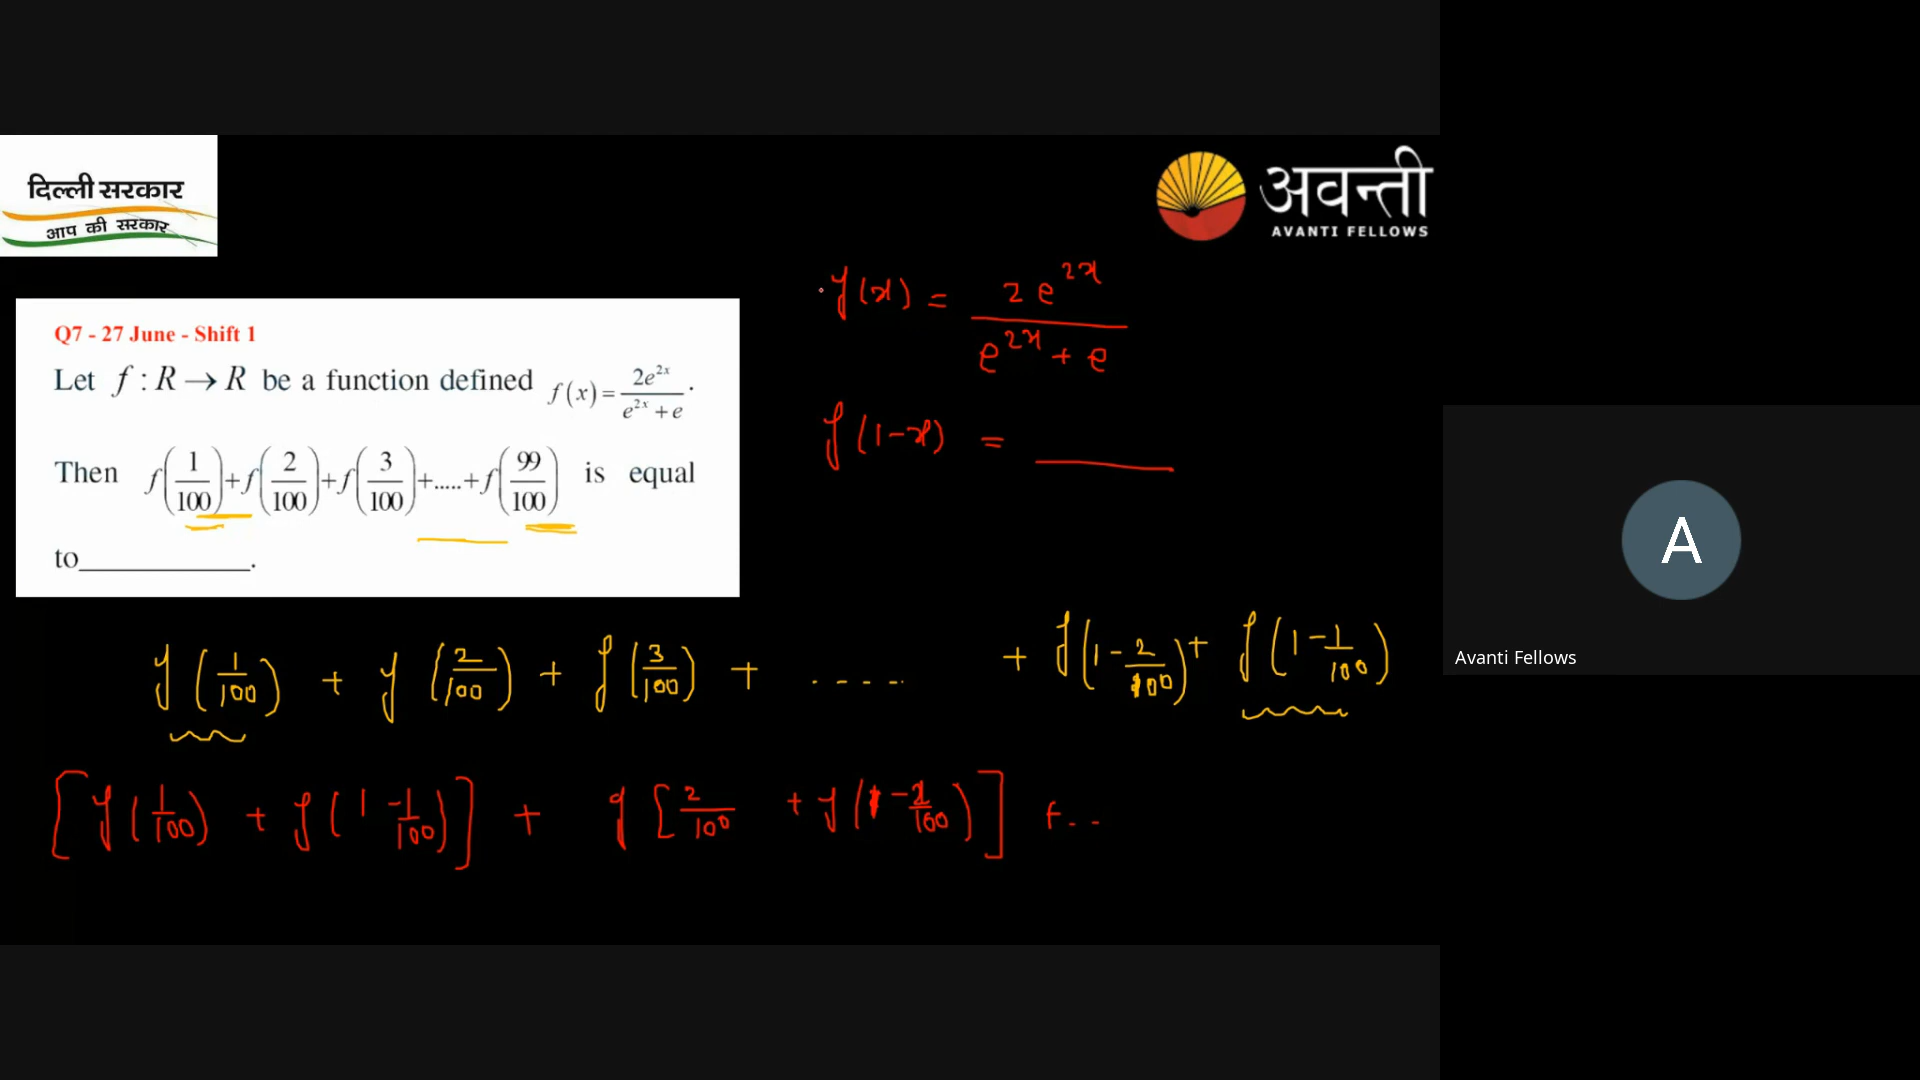 दिल्ली सरकार
आप की सरकार
अवन्ती
AVANTI FELLOWS
Q7 - 27 June - Shift 1
Let f : R → R be a function defined f(x) = 2e^{2x} / (e^{2x} + e) .
Then f(1/100) + f(2/100) + f(3/100) + ..... + f(99/100) is equal
to____________.
f(x) = 2e^{2x} / (e^{2x} + e)
f(1-x) = ______
f(1/100) + f(2/100) + f(3/100) + ..... + f(1 - 2/100) + f(1 - 1/100)
[f(1/100) + f(1 - 1/100)] + f[2/100 + f(1 - 2/100)] + ..
A
Avanti Fellows